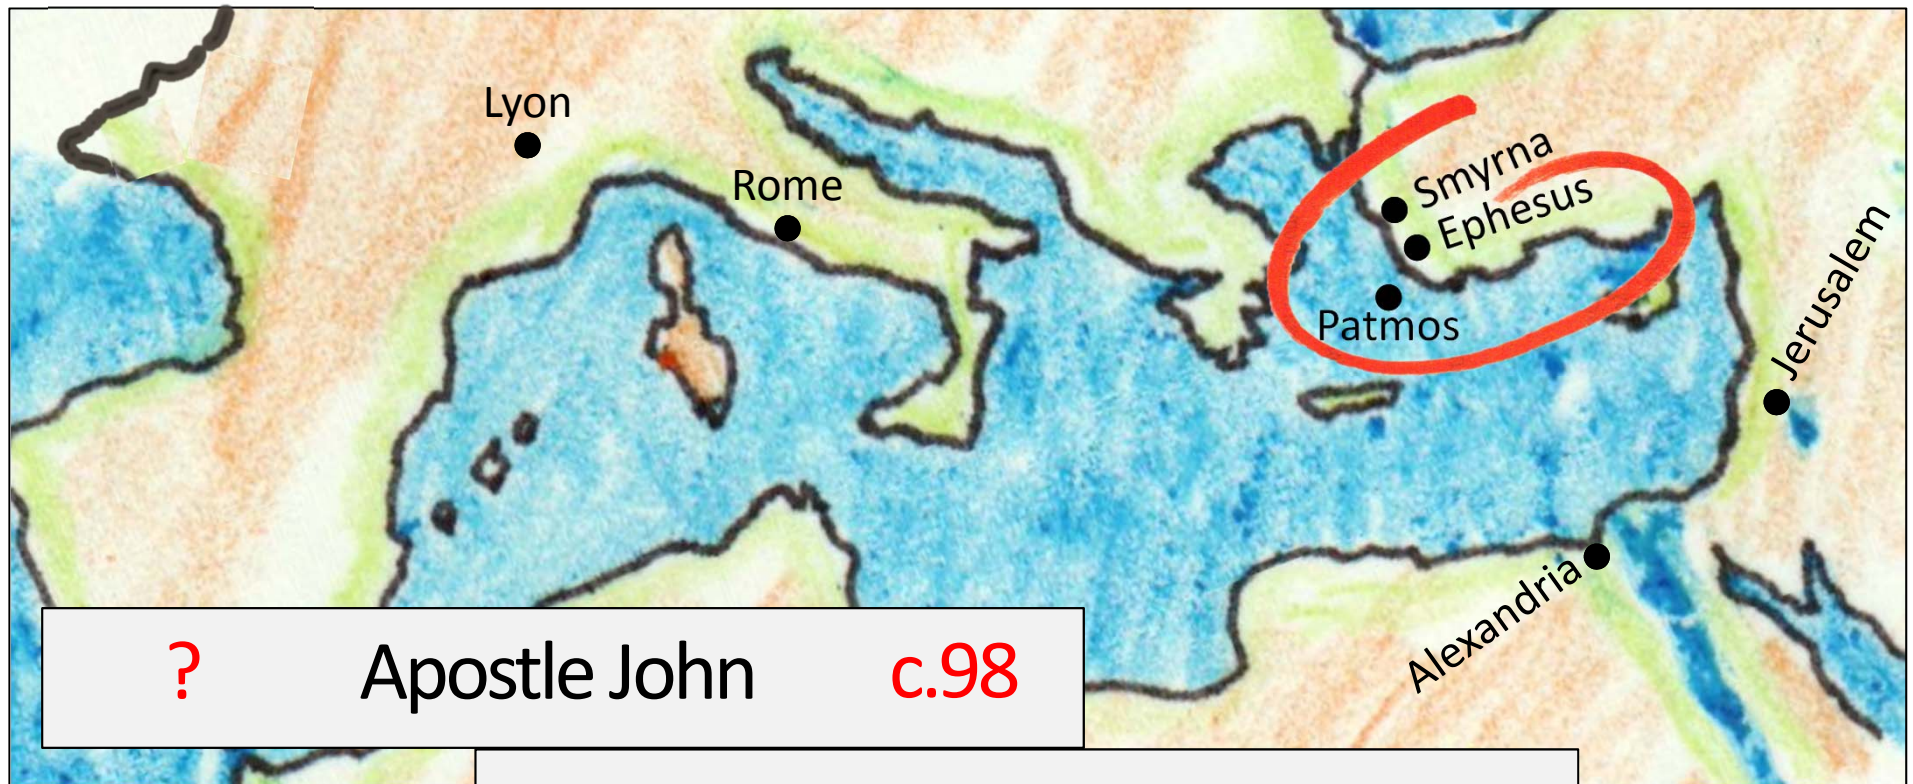 Lyon
Rome
Smyrna
Ephesus
Patmos
Jerusalem
Alexandria
? Apostle John c.98